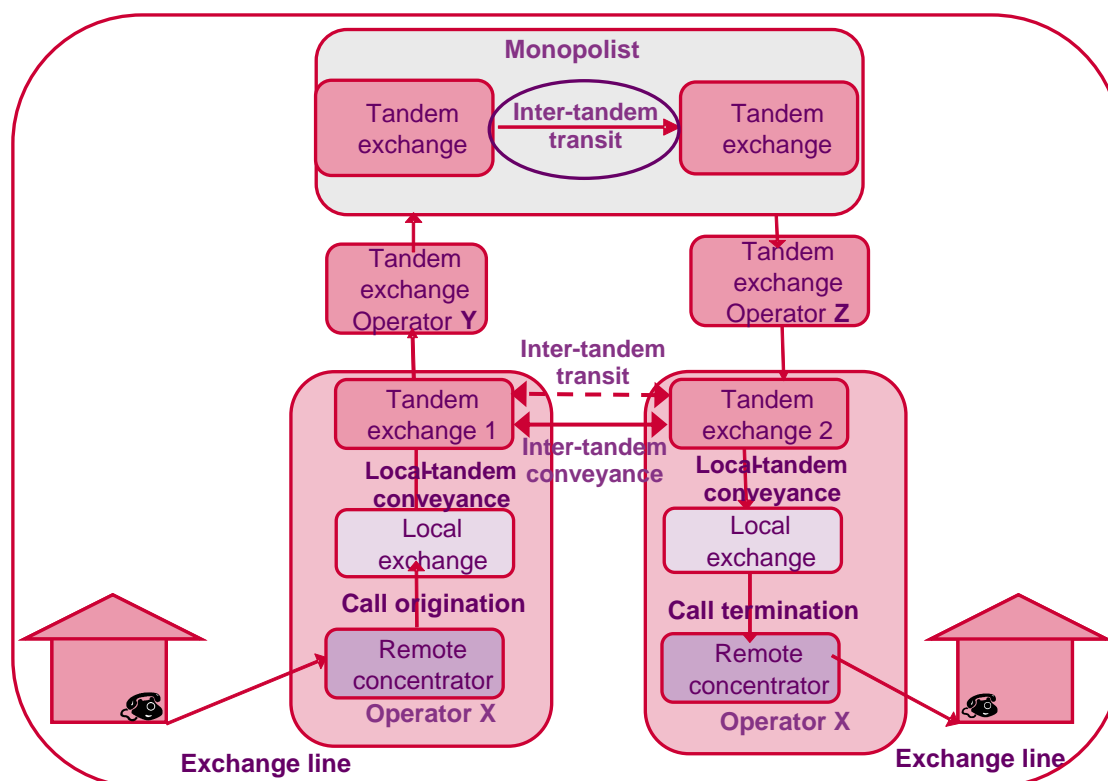 Monopolist
Tandem
exchange
Inter-tandem
transit
Tandem
exchange
Tandem
exchange
Operator Y
Tandem
exchange
Operator Z
Inter-tandem
transit
Tandem
exchange 1
Tandem
exchange 2
Inter-tandem
conveyance
Local-tandem
conveyance
Local-tandem
conveyance
Local
exchange
Local
exchange
Call origination
Call termination
Remote
concentrator
Remote
concentrator
Operator X
Operator X
Exchange line
Exchange line